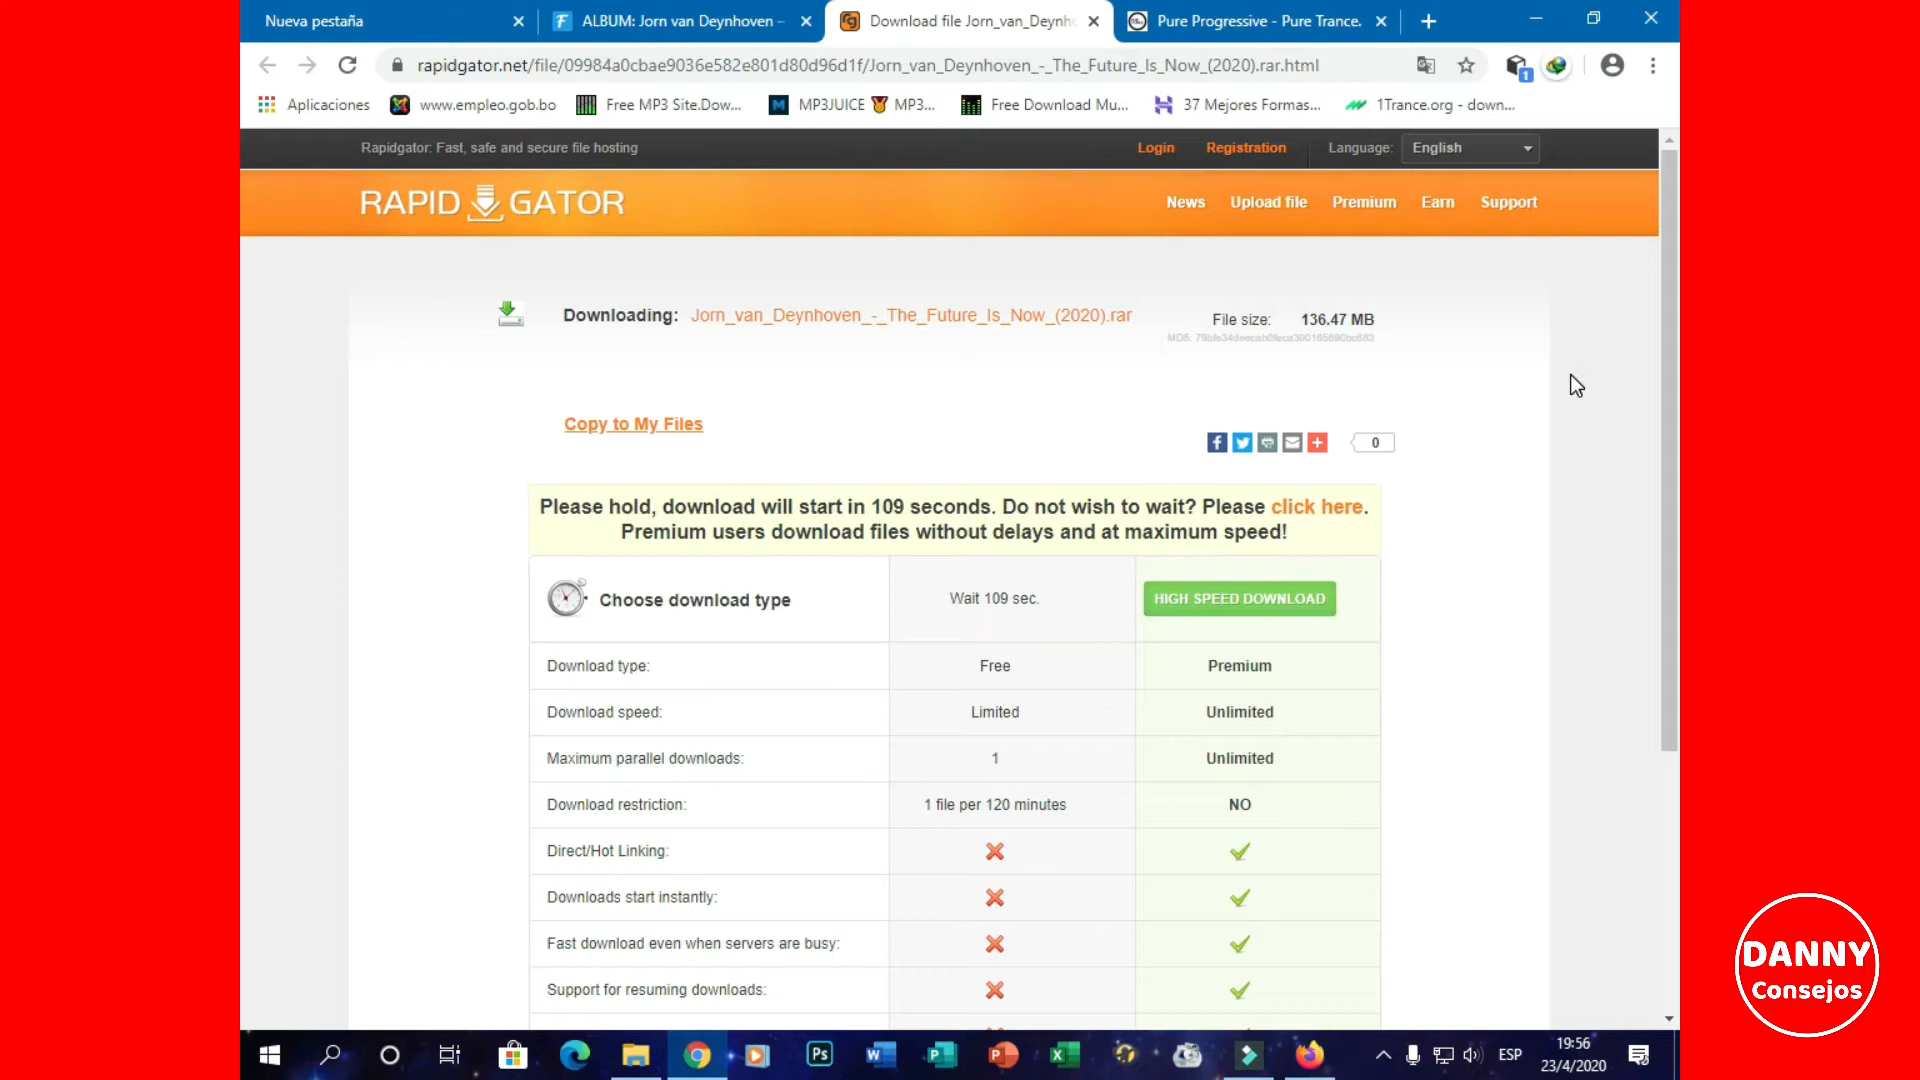 Nueva pestaña
ALBUM: Jorn van Deynhoven -
Download file Jorn_van_Deynho
Pure Progressive - Pure Trance.
rapidgator.net/file/09984a0cbae9036e582e801d80d96d1f/Jorn_van_Deynhoven_-_The_Future_Is_Now_(2020).rar.html
1
Aplicaciones
www.empleo.gob.bo
Free MP3 Site.Dow...
MP3JUICE 🏅 MP3...
Free Download Mu...
37 Mejores Formas...
1Trance.org - down...
Rapidgator: Fast, safe and secure file hosting
Login
Registration
Language:
English
RAPID GATOR
News
Upload file
Premium
Earn
Support
Downloading: Jorn_van_Deynhoven_-_The_Future_Is_Now_(2020).rar
File size: 136.47 MB
Copy to My Files
0
Please hold, download will start in 109 seconds. Do not wish to wait? Please click here.
Premium users download files without delays and at maximum speed!
Choose download type
Wait 109 sec.
HIGH SPEED DOWNLOAD
Download type: Free Premium
Download speed: Limited Unlimited
Maximum parallel downloads: 1 Unlimited
Download restriction: 1 file per 120 minutes NO
Direct/Hot Linking:
Downloads start instantly:
Fast download even when servers are busy:
Support for resuming downloads:
DANNY
Consejos
ESP
19:56
23/4/2020